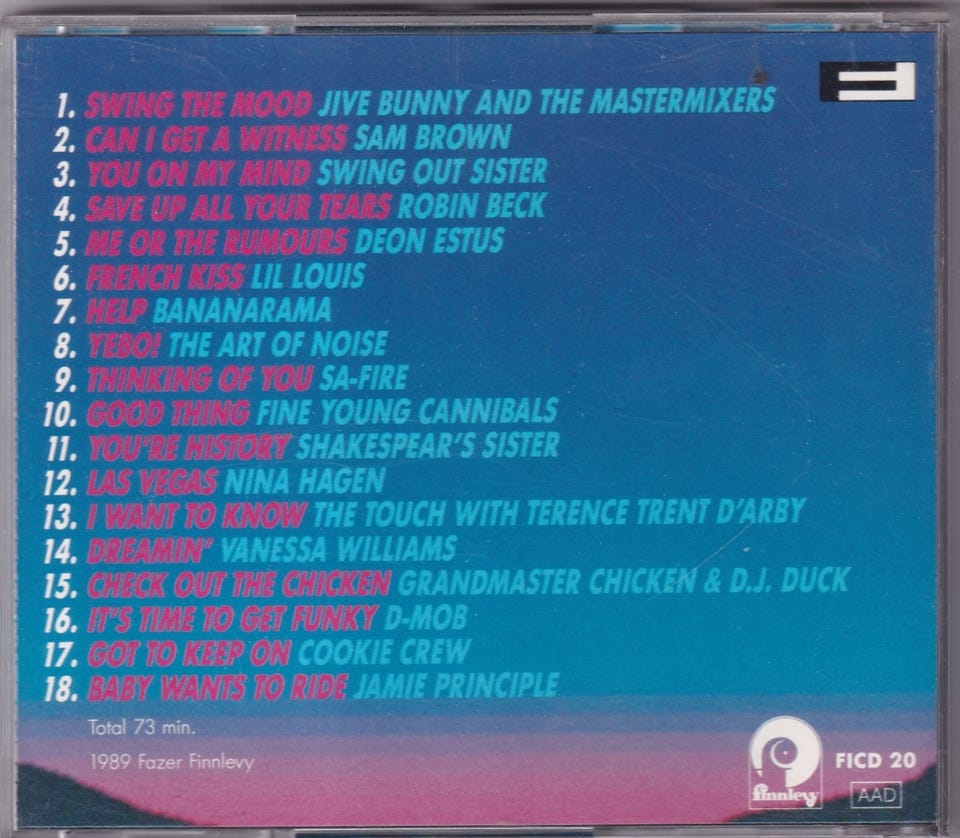 1. SWING THE MOOD JIVE BUNNY AND THE MASTERMIXERS
2. CAN I GET A WITNESS SAM BROWN
3. YOU ON MY MIND SWING OUT SISTER
4. SAVE UP ALL YOUR TEARS ROBIN BECK
5. ME OR THE RUMOURS DEON ESTUS
6. FRENCH KISS LIL LOUIS
7. HELP BANANARAMA
8. YEBO! THE ART OF NOISE
9. THINKING OF YOU SA-FIRE
10. GOOD THING FINE YOUNG CANNIBALS
11. YOU'RE HISTORY SHAKESPEAR'S SISTER
12. LAS VEGAS NINA HAGEN
13. I WANT TO KNOW THE TOUCH WITH TERENCE TRENT D'ARBY
14. DREAMIN' VANESSA WILLIAMS
15. CHECK OUT THE CHICKEN GRANDMASTER CHICKEN & D.J. DUCK
16. IT'S TIME TO GET FUNKY D-MOB
17. GOT TO KEEP ON COOKIE CREW
18. BABY WANTS TO RIDE JAMIE PRINCIPLE
Total 73 min.
1989 Fazer Finnlevy
finnlevy
FICD 20
AAD